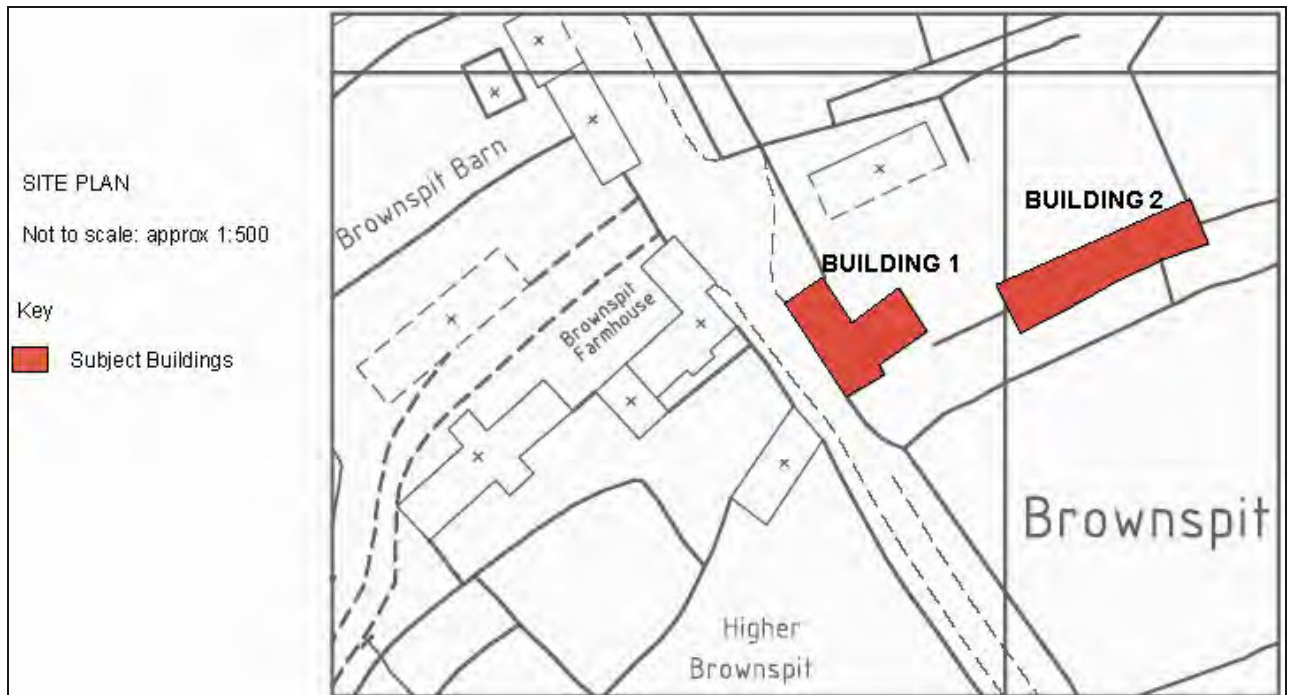 SITE PLAN
Not to scale: approx 1:500
Key
Subject Buildings
Brownspit Barn
Brownspit
Farmhouse
BUILDING 1
BUILDING 2
Brownspit
Higher
Brownspit